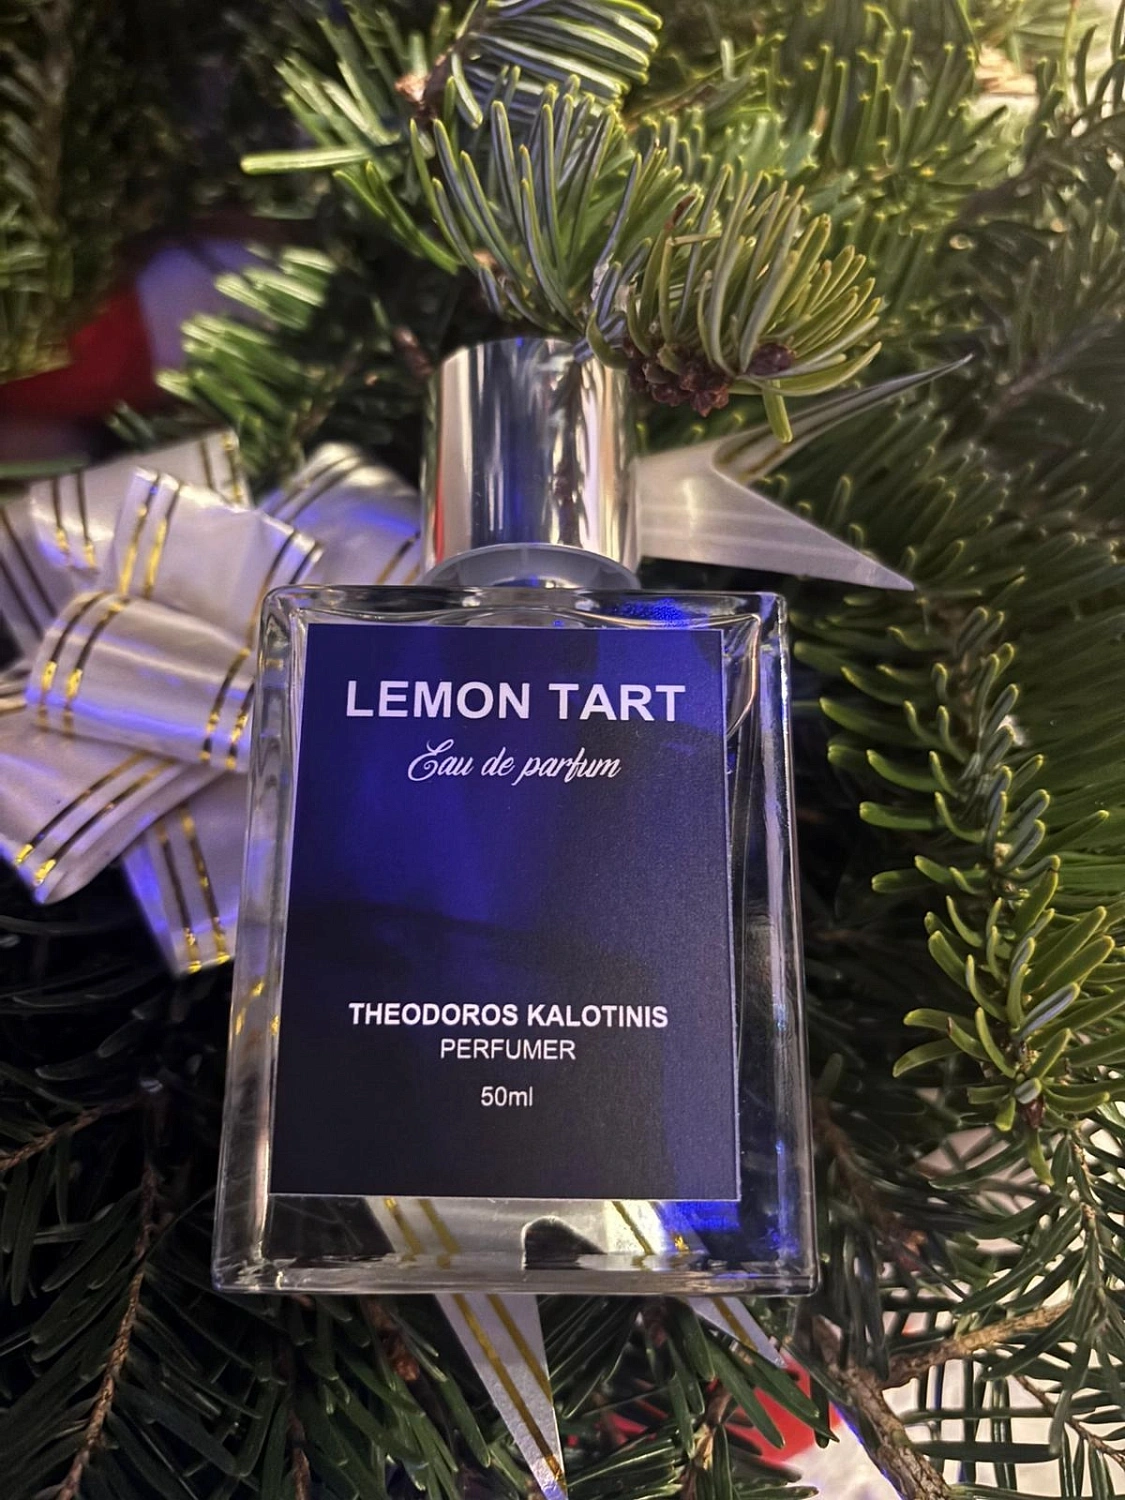 LEMON TART
Eau de parfum
THEODOROS KALOTINIS
PERFUMER
50ml